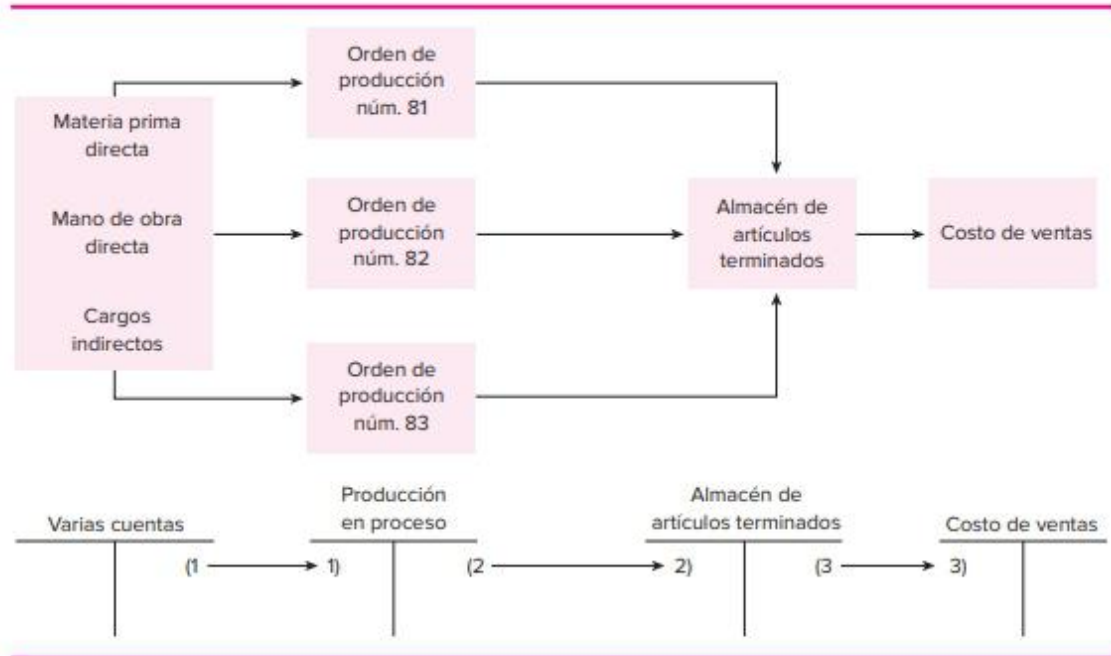 Orden de
producción
núm. 81
Materia prima
directa
Mano de obra
directa
Cargos
indirectos
Orden de
producción
núm. 82
Almacén de
artículos
terminados
Costo de ventas
Orden de
producción
núm. 83
Varias cuentas
Producción
en proceso
Almacén de
artículos terminados
Costo de ventas
(1
1)
(2
2)
(3
3)